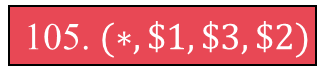 105. (*, $1, $3, $2)